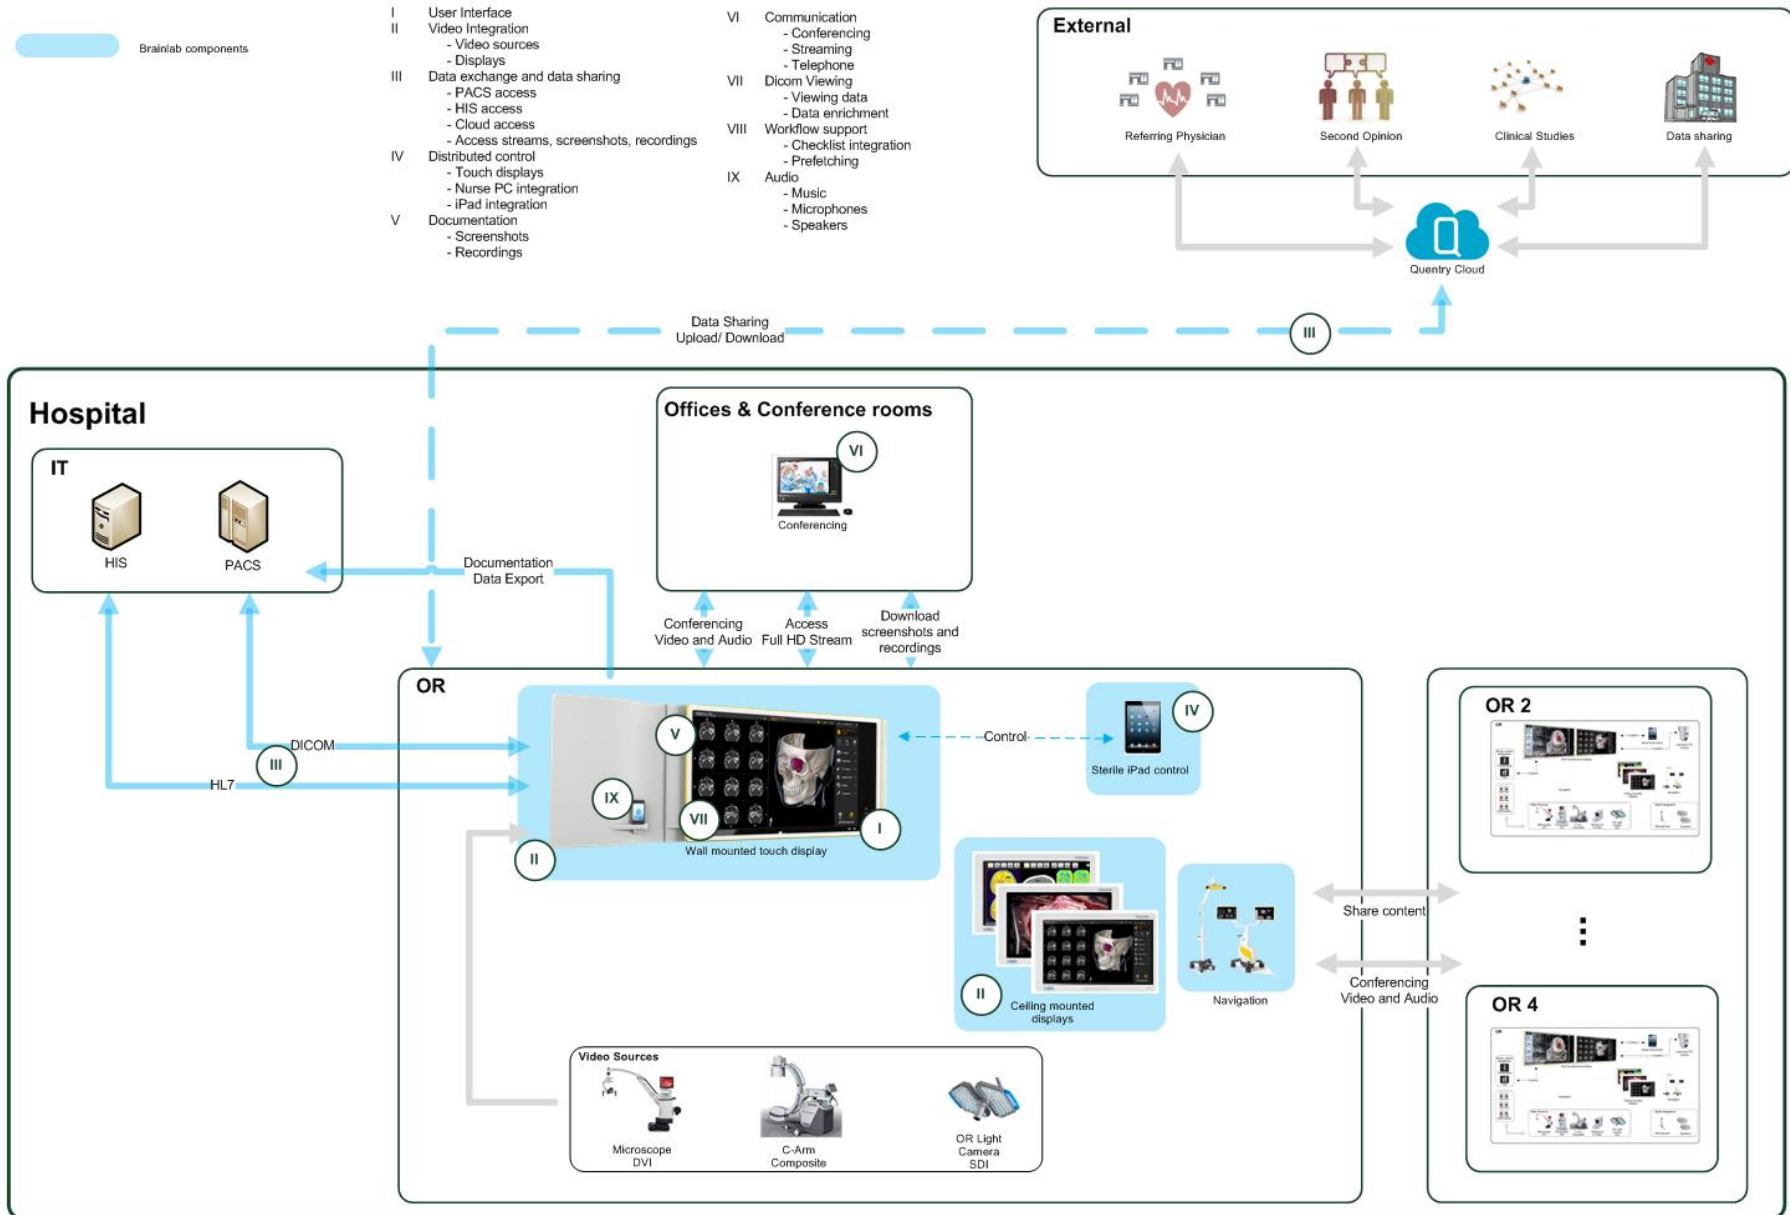 Brainlab components
I User Interface
II Video Integration
- Video sources
- Displays
III Data exchange and data sharing
- PACS access
- HIS access
- Cloud access
- Access streams, screenshots, recordings
IV Distributed control
- Touch displays
- Nurse PC integration
- iPad integration
V Documentation
- Screenshots
- Recordings
VI Communication
- Conferencing
- Streaming
- Telephone
VII Dicom Viewing
- Viewing data
- Data enrichment
VIII Workflow support
- Checklist integration
- Prefetching
IX Audio
- Music
- Microphones
- Speakers
External
Referring Physician
Second Opinion
Clinical Studies
Data sharing
Quentry Cloud
Data Sharing
Upload/ Download
III
Hospital
IT
HIS
PACS
Offices & Conference rooms
VI
Conferencing
Documentation
Data Export
Conferencing
Video and Audio
Access
Full HD Stream
Download
screenshots and
recordings
DICOM
III
HL7
OR
V
IX
VII
I
II
Wall mounted touch display
Control
IV
Sterile iPad control
II
Ceiling mounted
displays
Navigation
Share content
Conferencing
Video and Audio
Video Sources
Microscope
DVI
C-Arm
Composite
OR Light
Camera
SDI
OR 2
OR 4